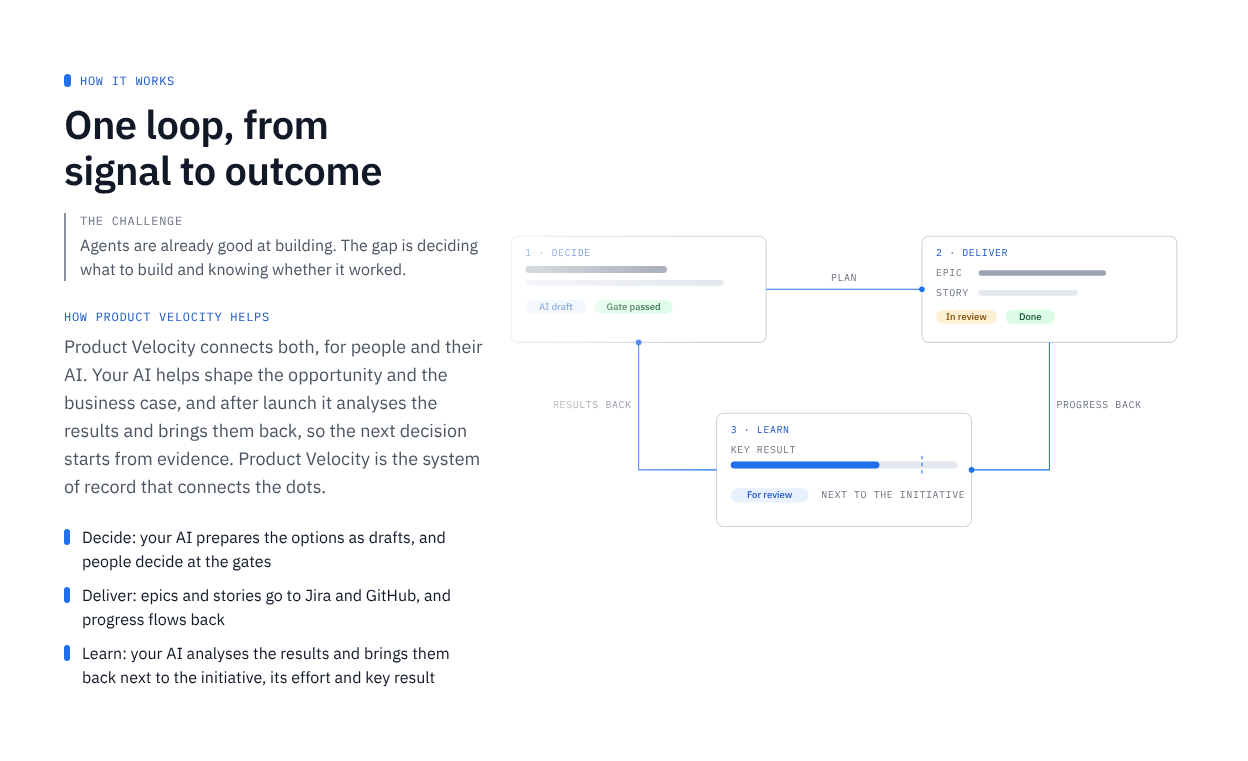 HOW IT WORKS
One loop, from
signal to outcome
THE CHALLENGE
Agents are already good at building. The gap is deciding
what to build and knowing whether it worked.
HOW PRODUCT VELOCITY HELPS
Product Velocity connects both, for people and their
AI. Your AI helps shape the opportunity and the
business case, and after launch it analyses the
results and brings them back, so the next decision
starts from evidence. Product Velocity is the system
of record that connects the dots.
Decide: your AI prepares the options as drafts, and
people decide at the gates
Deliver: epics and stories go to Jira and GitHub, and
progress flows back
Learn: your AI analyses the results and brings them
back next to the initiative, its effort and key result
1 · DECIDE
AI draft
Gate passed
PLAN
2 · DELIVER
EPIC
STORY
In review
Done
RESULTS BACK
PROGRESS BACK
3 · LEARN
KEY RESULT
For review
NEXT TO THE INITIATIVE